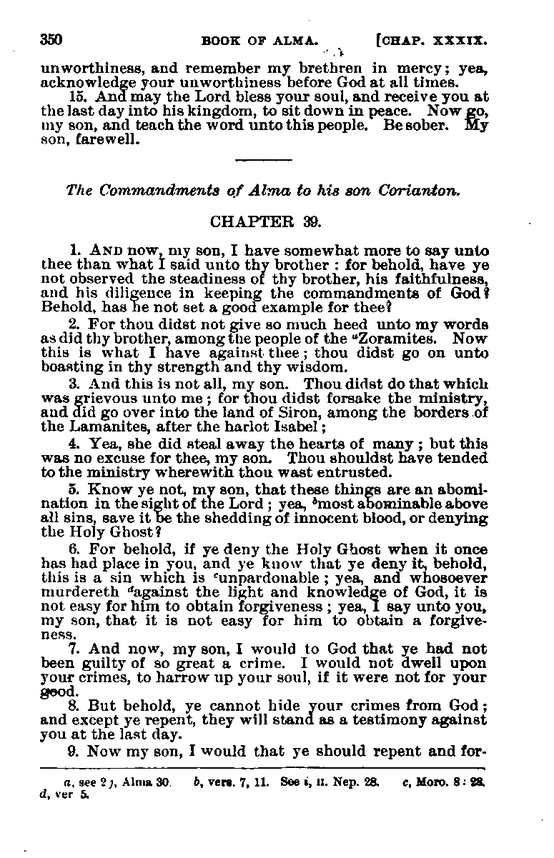 350 BOOK OF ALMA. [CHAP. XXXIX.
unworthiness, and remember my brethren in mercy; yea,
acknowledge your unworthiness before God at all times.
15. And may the Lord bless your soul, and receive you at
the last day into his kingdom, to sit down in peace. Now go,
my son, and teach the word unto this people. Be sober. My
son, farewell.
The Commandments of Alma to his son Corianton.
CHAPTER 39.
1. AND now, my son, I have somewhat more to say unto
thee than what I said unto thy brother : for behold, have ye
not observed the steadiness of thy brother, his faithfulness,
and his diligence in keeping the commandments of God?
Behold, has he not set a good example for thee?
2. For thou didst not give so much heed unto my words
as did thy brother, among the people of the ᵃZoramites. Now
this is what I have against thee ; thou didst go on unto
boasting in thy strength and thy wisdom.
3. And this is not all, my son. Thou didst do that which
was grievous unto me ; for thou didst forsake the ministry,
and did go over into the land of Siron, among the borders of
the Lamanites, after the harlot Isabel ;
4. Yea, she did steal away the hearts of many ; but this
was no excuse for thee, my son. Thou shouldst have tended
to the ministry wherewith thou wast entrusted.
5. Know ye not, my son, that these things are an abomi-
nation in the sight of the Lord ; yea, ᵇmost abominable above
all sins, save it be the shedding of innocent blood, or denying
the Holy Ghost?
6. For behold, if ye deny the Holy Ghost when it once
has had place in you, and ye know that ye deny it, behold,
this is a sin which is ᶜunpardonable ; yea, and whosoever
murdereth ᵈagainst the light and knowledge of God, it is
not easy for him to obtain forgiveness ; yea, I say unto you,
my son, that it is not easy for him to obtain a forgive-
ness.
7. And now, my son, I would to God that ye had not
been guilty of so great a crime. I would not dwell upon
your crimes, to harrow up your soul, if it were not for your
good.
8. But behold, ye cannot hide your crimes from God ;
and except ye repent, they will stand as a testimony against
you at the last day.
9. Now my son, I would that ye should repent and for-
a, see 2 j, Alma 30. b, vers. 7, 11. See i, II. Nep. 28. c, Moro. 8 : 28.
d, ver 5.